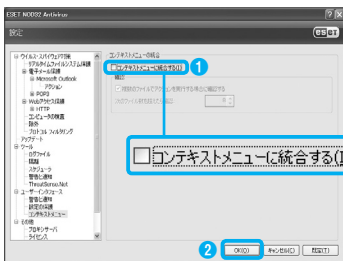 ESET NOD32 Antivirus
設定
eset
ウイルス・スパイウェア対策
リアルタイムファイルシステム保護
電子メール保護
Microsoft Outlook
アクション
POP3
Webアクセス保護
HTTP
コンピュータの検査
除外
プロトコル フィルタリング
アップデート
ツール
ログファイル
隔離
スケジューラ
警告と通知
ThreatSense.Net
ユーザーインタフェース
警告と通知
設定の保護
コンテキストメニュー
その他
プロキシサーバ
ライセンス
コンテキストメニューの統合
コンテキストメニューに統合する(I)
1
確認
コンテキストメニューに統合する(I
2
OK(O)
キャンセル(C)
既定(T)